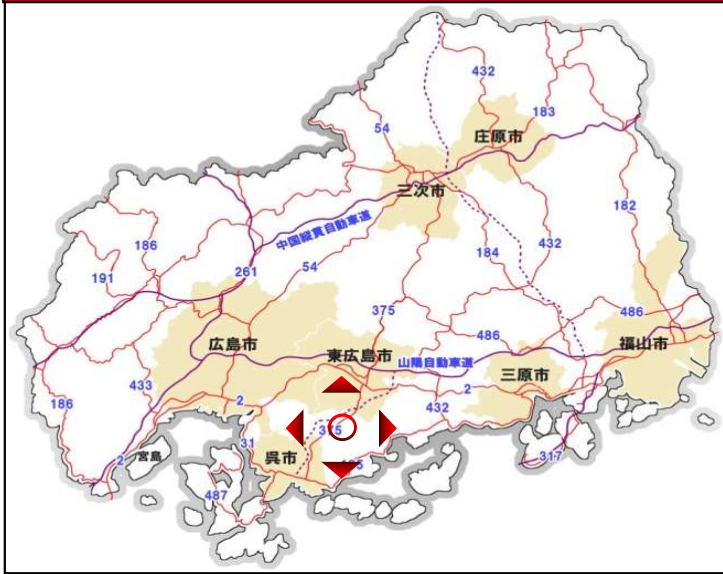 432
54
183
庄原市
三次市
182
186
中国縦貫自動車道
432
184
191
261
54
375
486
486
広島市
東広島市
山陽自動車道
福山市
三原市
433
186
2
2
432
31
375
呉市
宮島
2
317
487